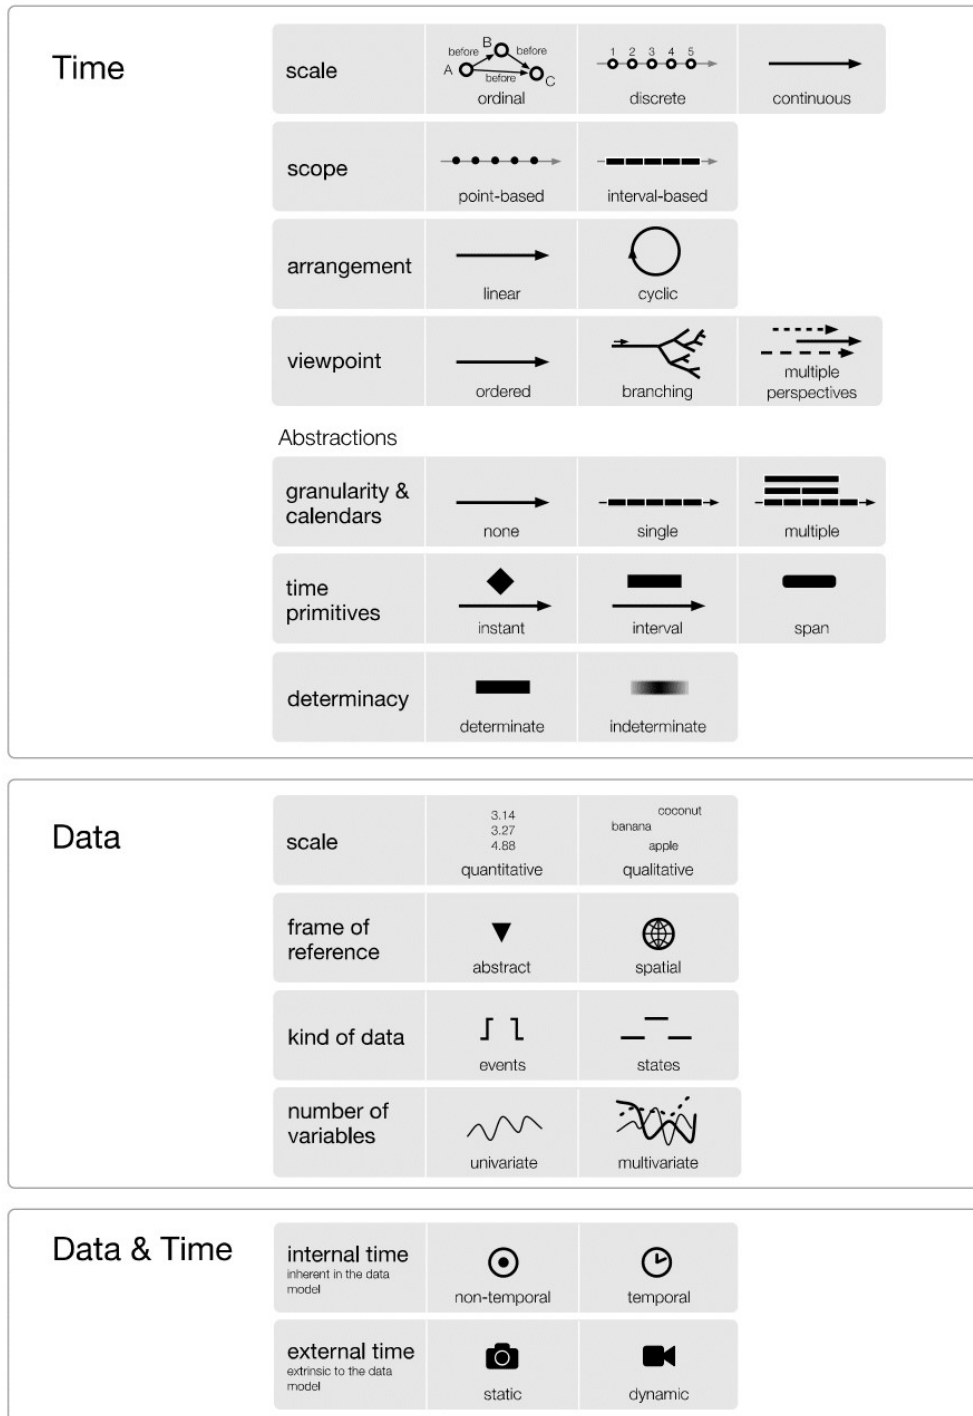 Time
scale
A
before
B
before
before
C
ordinal
1 2 3 4 5
discrete
continuous
scope
point-based
interval-based
arrangement
linear
cyclic
viewpoint
ordered
branching
multiple
perspectives
Abstractions
granularity &
calendars
none
single
multiple
time
primitives
instant
interval
span
determinacy
determinate
indeterminate
Data
scale
3.14
3.27
4.88
quantitative
coconut
banana
apple
qualitative
frame of
reference
abstract
spatial
kind of data
events
states
number of
variables
univariate
multivariate
Data & Time
internal time
inherent in the data
model
non-temporal
temporal
external time
extrinsic to the data
model
static
dynamic